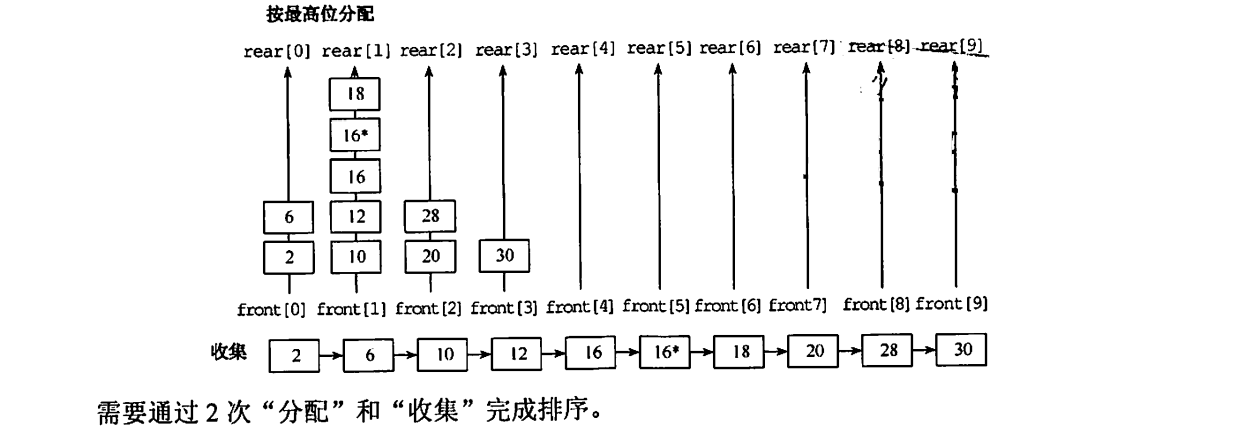 按最高位分配
rear[0] rear[1] rear[2] rear[3] rear[4] rear[5] rear[6] rear[7] rear[8] rear[9]
18
16*
16
6 12 28
2 10 20 30
front[0] front[1] front[2] front[3] front[4] front[5] front[6] front7] front[8] front[9]
收集 2 6 10 12 16 16* 18 20 28 30
需要通过2次“分配”和“收集”完成排序。